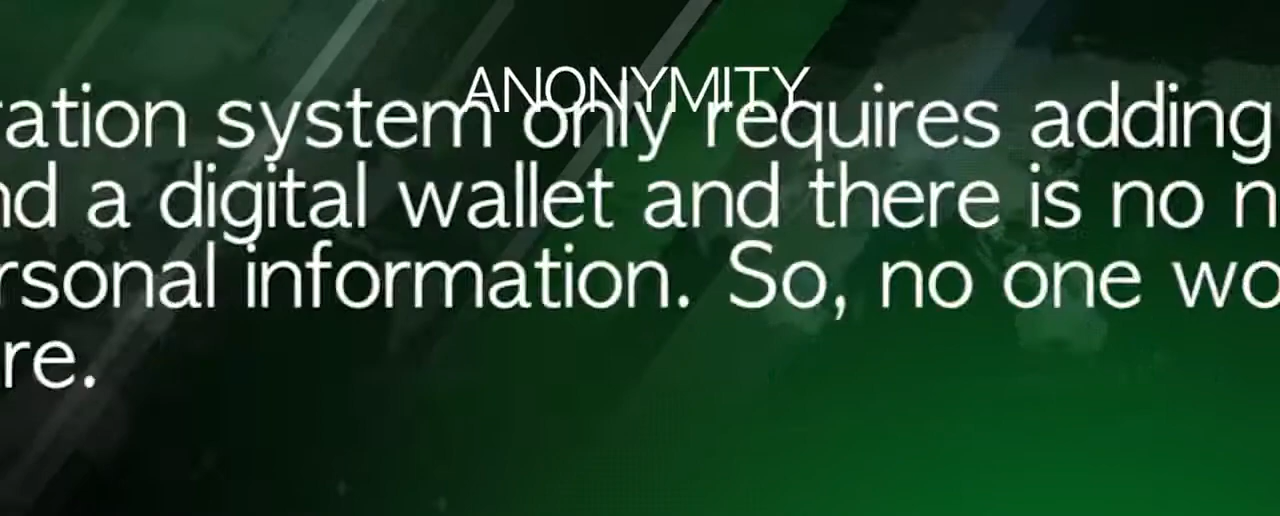 ANONYMITY
ration system only requires adding
nd a digital wallet and there is no n
rsonal information. So, no one wo
re.